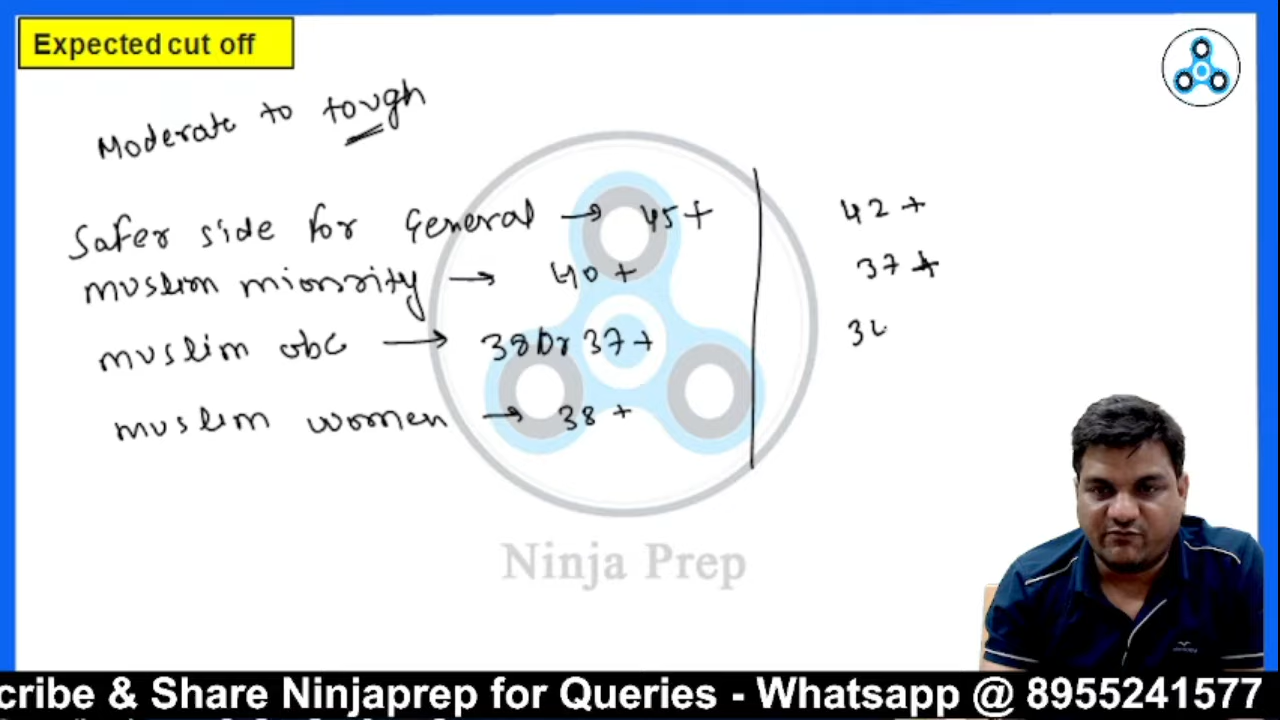 Expected cut off
Moderate to tough
Safer side for General → 45+ 42+
muslim mionority → 40+ 37+
muslim obc → 38 Or 37+
muslim women → 38+
Ninja Prep
cribe & Share Ninjaprep for Queries - Whatsapp @ 8955241577